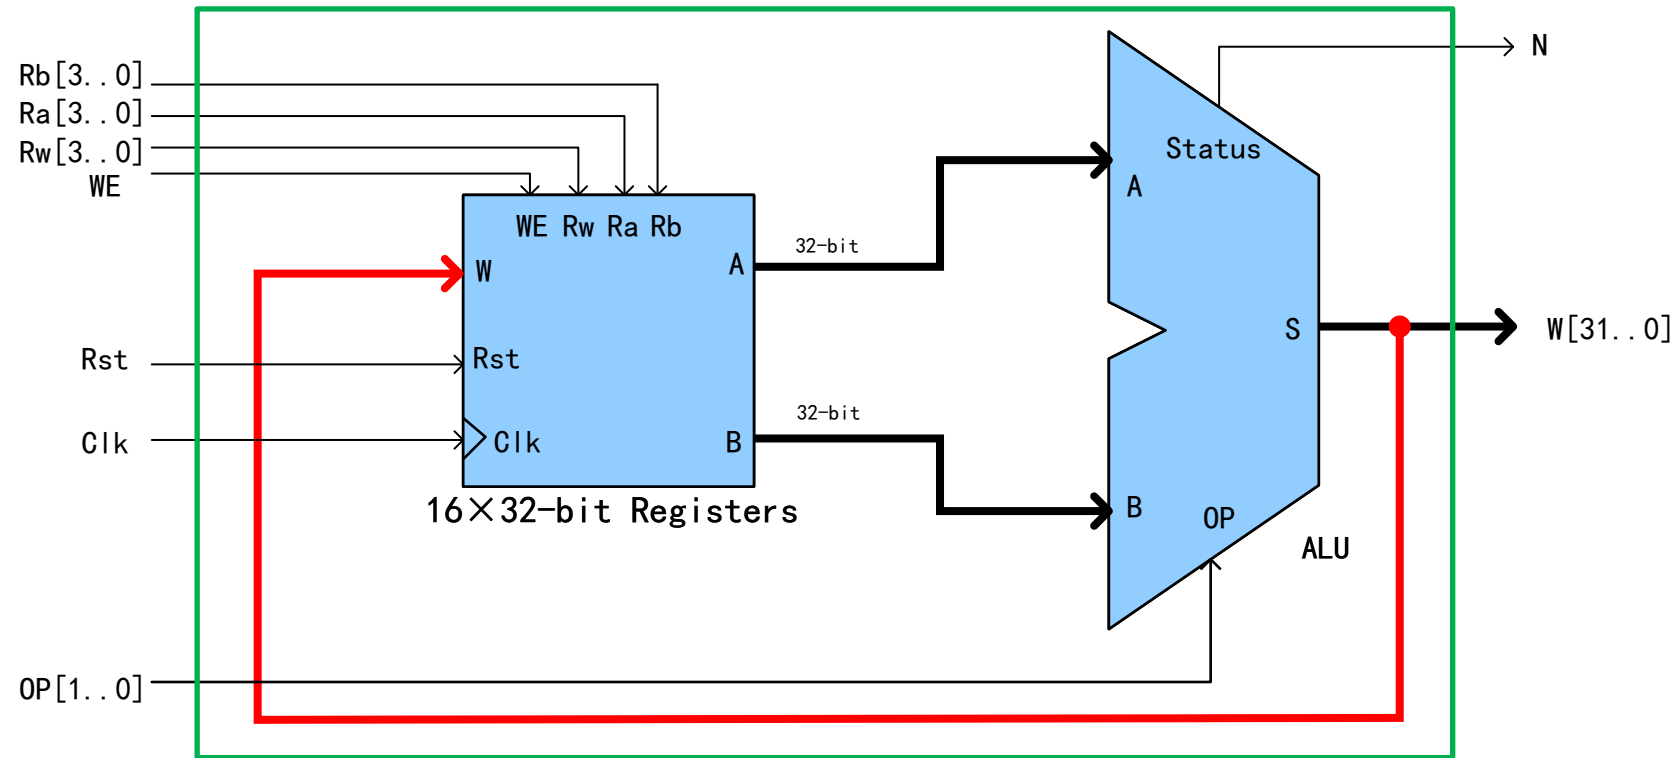 N
Rb[3..0]
Ra[3..0]
Rw[3..0]
WE
Status
A
WE Rw Ra Rb
32-bit
W
A
S
W[31..0]
Rst
Rst
32-bit
Clk
Clk
B
16×32-bit Registers
B
OP
ALU
OP[1..0]